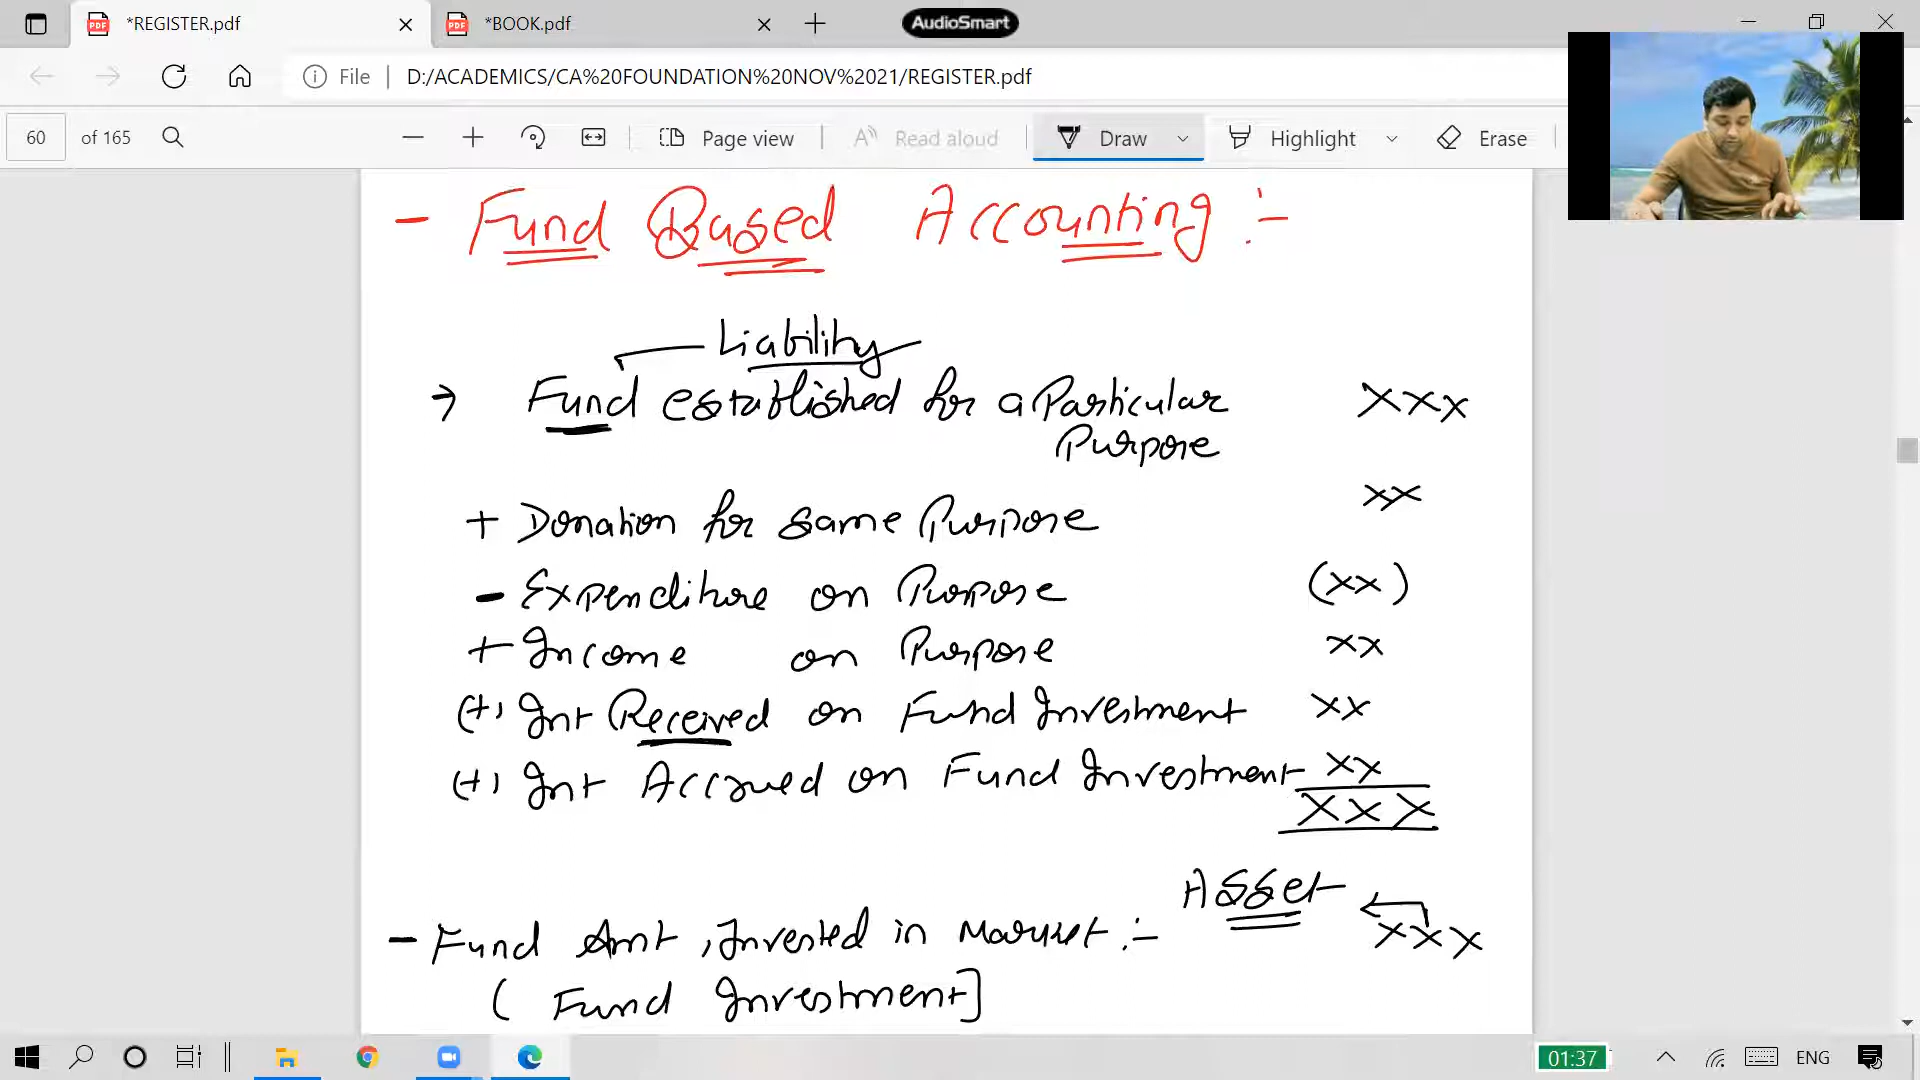 *REGISTER.pdf
*BOOK.pdf
AudioSmart
File | D:/ACADEMICS/CA%20FOUNDATION%20NOV%2021/REGISTER.pdf
60 of 165
Page view
Read aloud
Draw
Highlight
Erase
- Fund Based Accounting :-
Liability
→ Fund established for a Particular xxx
Purpose
+ Donation for same Purpose xx
- Expenditure on Purpose (xx)
+ Income on Purpose xx
(+) Int Received on Fund Investment xx
(+) Int Accrued on Fund Investment xx
xxx
Asset
- Fund Amt, Invested in Market :- xxx
( Fund Investment]
01:37
ENG